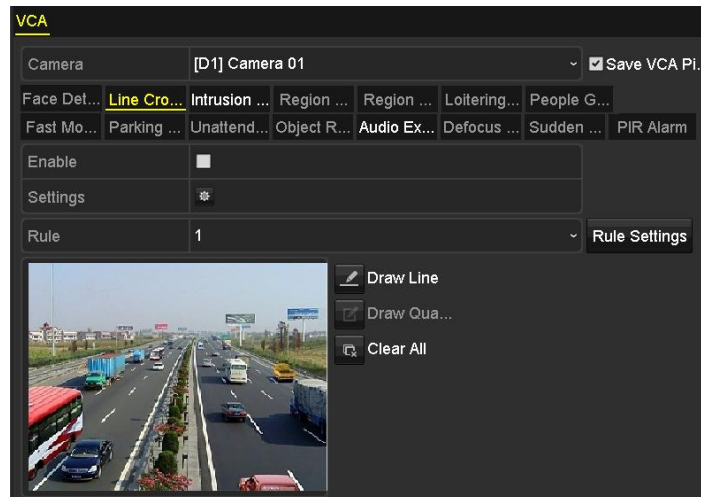 VCA
Camera [D1] Camera 01 Save VCA Pi.
Face Det... Line Cro... Intrusion ... Region ... Region ... Loitering... People G...
Fast Mo... Parking ... Unattend... Object R... Audio Ex... Defocus ... Sudden ... PIR Alarm
Enable
Settings
Rule 1 Rule Settings
Draw Line
Draw Qua...
Clear All